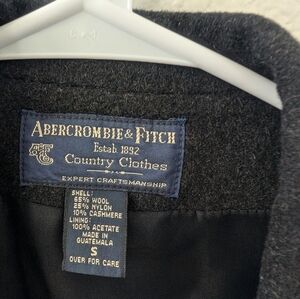 ABERCROMBIE & FITCH
Estab 1892
Country Clothes
EXPERT CRAFTSMANSHIP
SHELL:
65% WOOL
25% NYLON
10% CASHMERE
LINING:
100% ACETATE
MADE IN
GUATEMALA
S
OVER FOR CARE